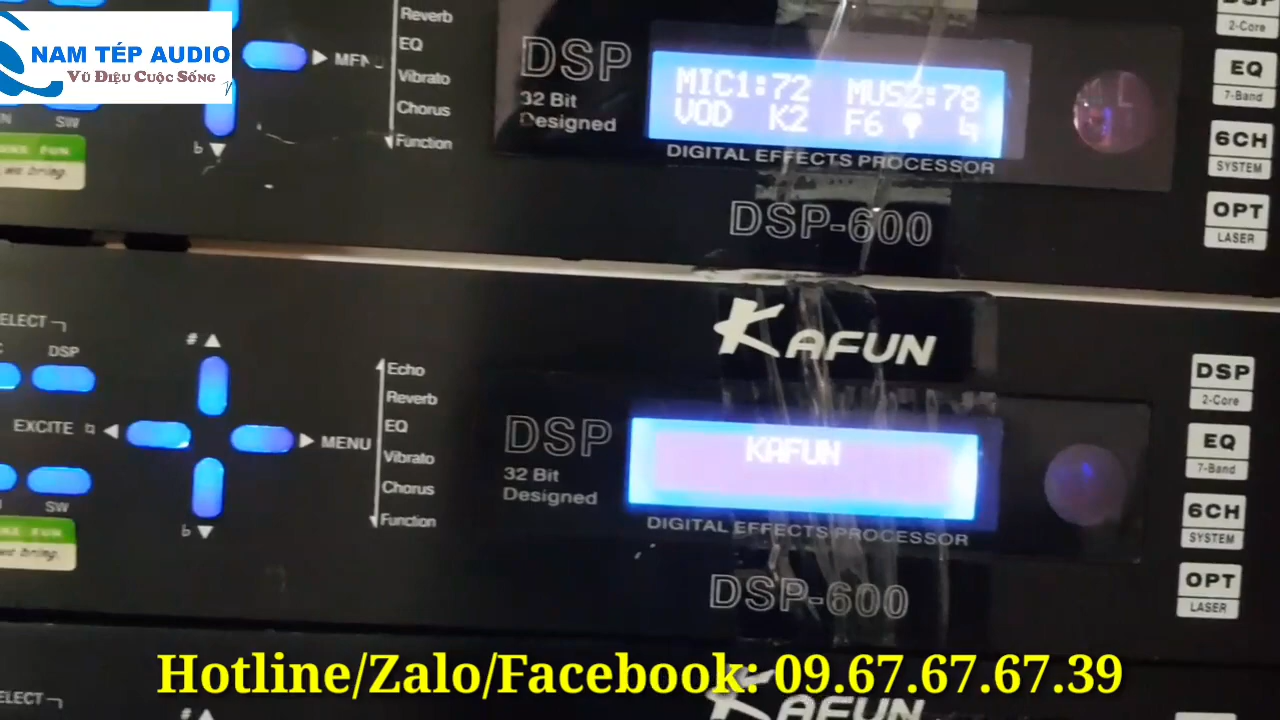 NAM TÉP AUDIO
Vũ Điệu Cuộc Sống
SW
b
Reverb
EQ
Vibrato
Chorus
Function
DSP
32 Bit
Designed
MIC1:72 MUS2:78
VOD K2 F6
DIGITAL EFFECTS PROCESSOR
DSP-600
DSP
2-Core
EQ
7-Band
6CH
SYSTEM
OPT
LASER
KAFUN
DSP
#
EXCITE
MENU
SW
b
Echo
Reverb
EQ
Vibrato
Chorus
Function
DSP
32 Bit
Designed
KAFUN
DIGITAL EFFECTS PROCESSOR
DSP-600
DSP
2-Core
EQ
7-Band
6CH
SYSTEM
OPT
LASER
Hotline/Zalo/Facebook: 09.67.67.67.39
#
KAFUN